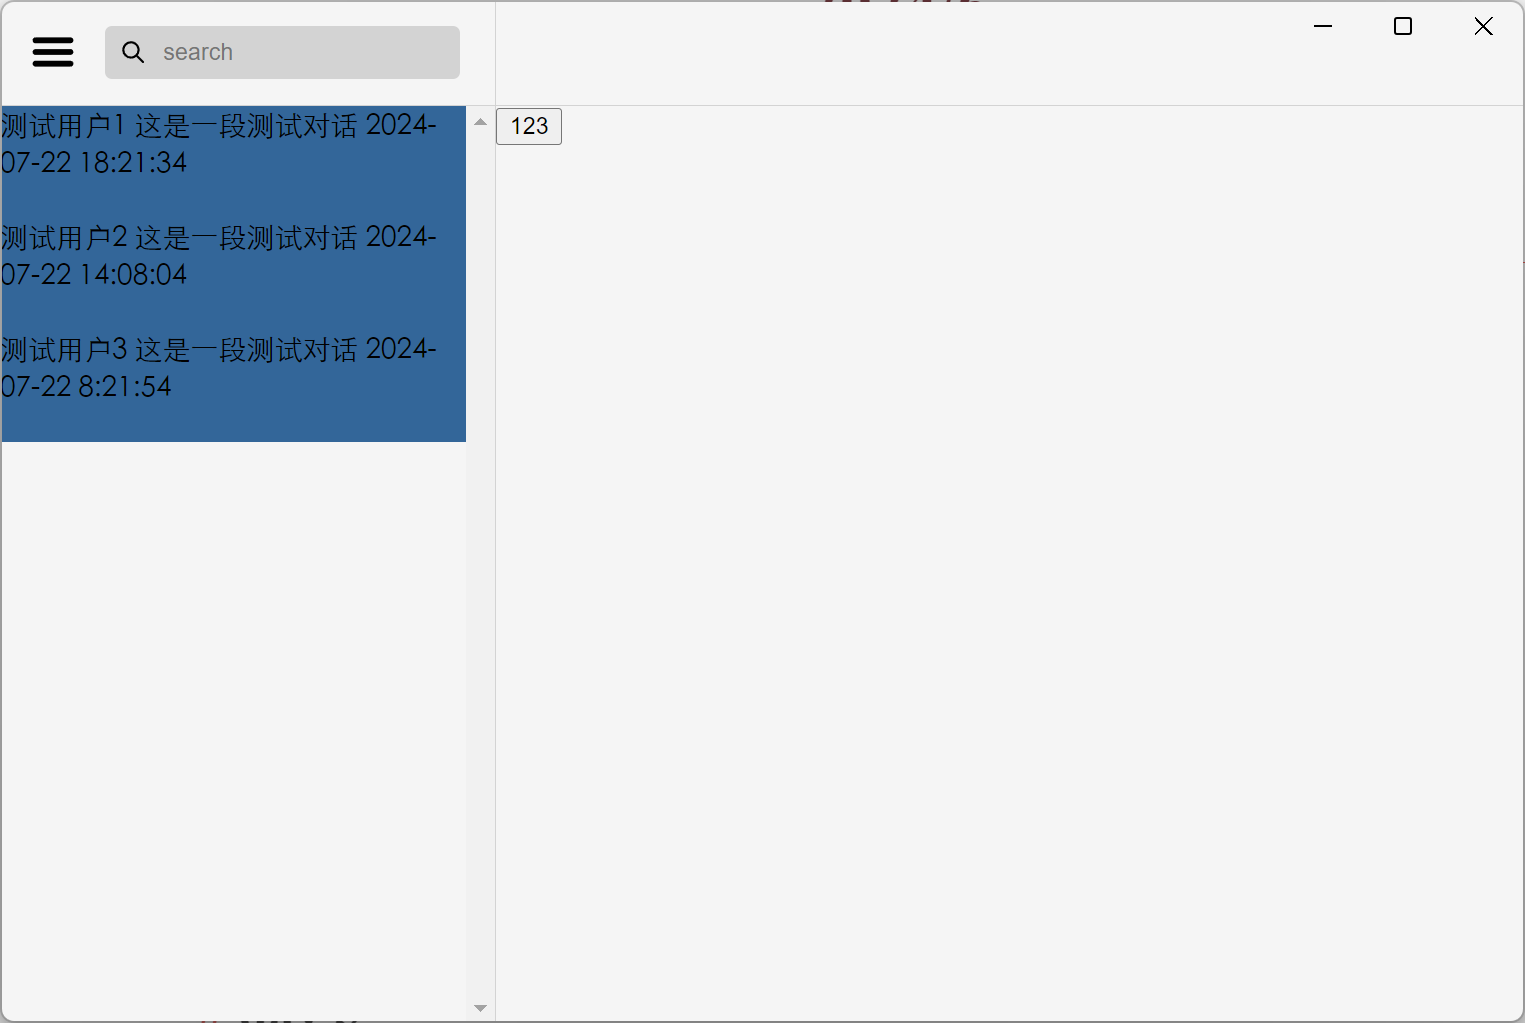 search
123
测试用户1 这是一段测试对话 2024-
07-22 18:21:34
测试用户2 这是一段测试对话 2024-
07-22 14:08:04
测试用户3 这是一段测试对话 2024-
07-22 8:21:54